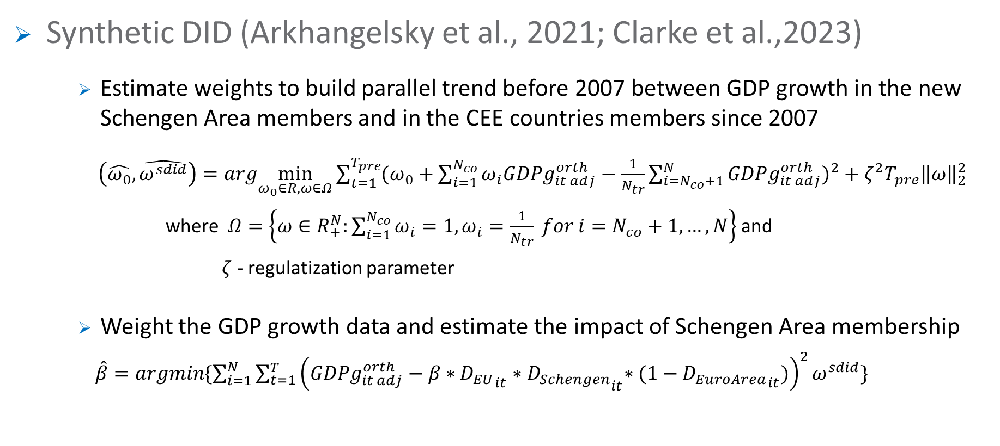 ➢ Synthetic DID (Arkhangelsky et al., 2021; Clarke et al.,2023)
➢ Estimate weights to build parallel trend before 2007 between GDP growth in the new
Schengen Area members and in the CEE countries members since 2007
$(\widehat{\omega_0}, \widehat{\omega^{sdid}}) = arg \min_{\omega_0 \in R, \omega \in \Omega} \sum_{t=1}^{T_{pre}} (\omega_0 + \sum_{i=1}^{N_{co}} \omega_i GDPg_{it\ adj}^{orth} - \frac{1}{N_{tr}} \sum_{i=N_{co}+1}^{N} GDPg_{it\ adj}^{orth})^2 + \zeta^2 T_{pre} \|\omega\|_2^2$
where $\Omega = \left\{ \omega \in R_+^N : \sum_{i=1}^{N_{co}} \omega_i = 1, \omega_i = \frac{1}{N_{tr}} \ for\ i = N_{co} + 1, \dots, N \right\}$ and
$\zeta$ - regulatization parameter
➢ Weight the GDP growth data and estimate the impact of Schengen Area membership
$\hat{\beta} = argmin\{\sum_{i=1}^{N} \sum_{t=1}^{T} \left( GDPg_{it\ adj}^{orth} - \beta * D_{EU_{it}} * D_{Schengen_{it}} * (1 - D_{EuroArea_{it}}) \right)^2 \omega^{sdid}\}$